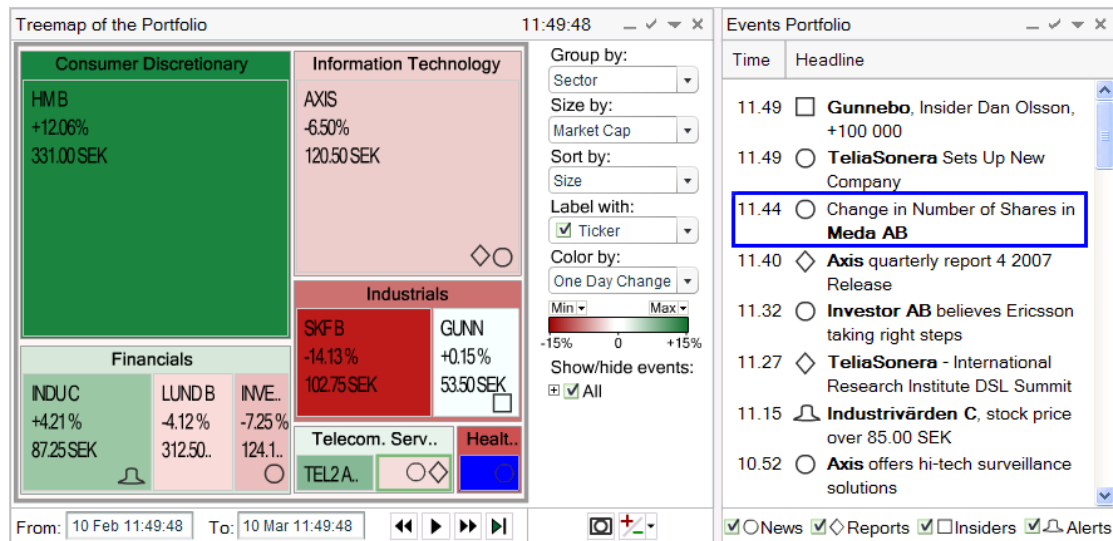 Treemap of the Portfolio 11:49:48
Consumer Discretionary
HM B
+12.06%
331.00 SEK
Information Technology
AXIS
-6.50%
120.50 SEK
Industrials
SKF B
-14.13 %
102.75 SEK
GUNN
+0.15 %
53.50 SEK
Financials
INDU C
+4.21 %
87.25 SEK
LUND B
-4.12 %
312.50..
INVE..
-7.25 %
124.1..
Telecom. Serv..
TEL2 A..
Healt..
Group by:
Sector
Size by:
Market Cap
Sort by:
Size
Label with:
Ticker
Color by:
One Day Change
Min Max
-15% 0 +15%
Show/hide events:
All
From: 10 Feb 11:49:48 To: 10 Mar 11:49:48
Events Portfolio
Time Headline
11.49 Gunnebo, Insider Dan Olsson,
+100 000
11.49 TeliaSonera Sets Up New
Company
11.44 Change in Number of Shares in
Meda AB
11.40 Axis quarterly report 4 2007
Release
11.32 Investor AB believes Ericsson
taking right steps
11.27 TeliaSonera - International
Research Institute DSL Summit
11.15 Industrivärden C, stock price
over 85.00 SEK
10.52 Axis offers hi-tech surveillance
solutions
News Reports Insiders Alerts